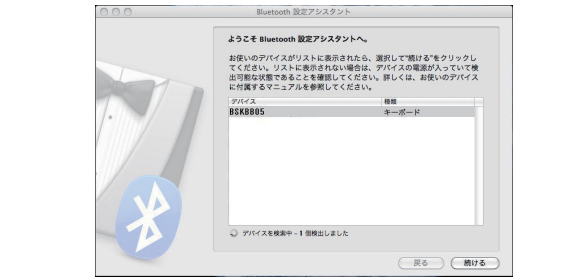 Bluetooth 設定アシスタント
ようこそ Bluetooth 設定アシスタントへ。
お使いのデバイスがリストに表示されたら、選択して"続ける"をクリックし
てください。リストに表示されない場合は、デバイスの電源が入っていて検
出可能な状態であることを確認してください。詳しくは、お使いのデバイス
に付属するマニュアルを参照してください。
デバイス 種類
BSKBB05 キーボード
デバイスを検索中 – 1 個検出しました
戻る 続ける